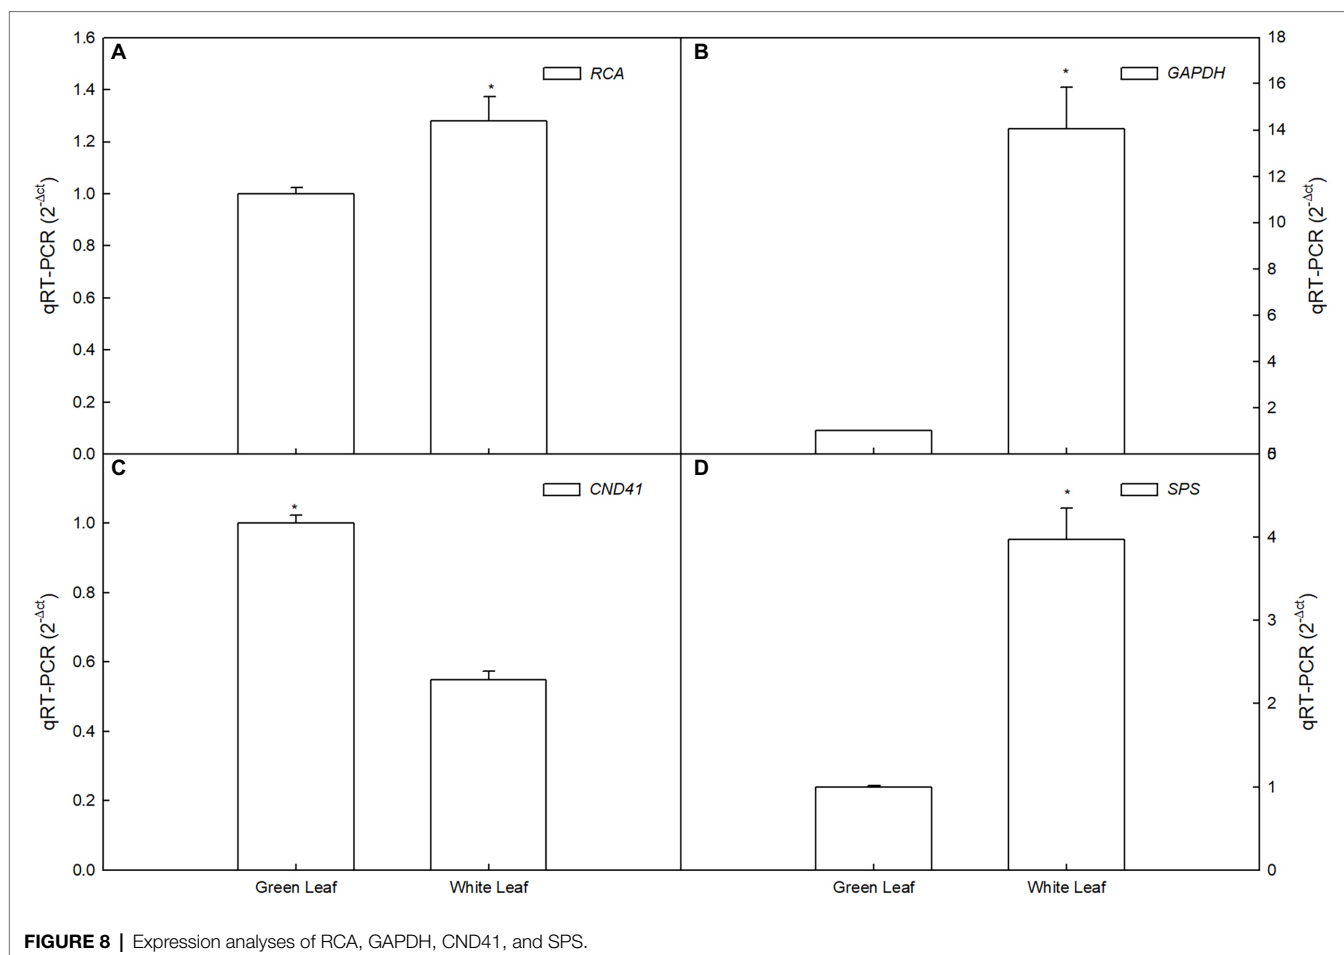 A
RCA
1.6
1.4
1.2
1.0
0.8
0.6
0.4
0.2
0.0
qRT-PCR (2^-Δct)
B
GAPDH
18
16
14
12
10
8
6
4
2
qRT-PCR (2^-Δct)
*
*
C
CND41
1.0
0.8
0.6
0.4
0.2
0.0
qRT-PCR (2^-Δct)
*
Green Leaf
White Leaf
D
SPS
4
3
2
1
0
qRT-PCR (2^-Δct)
*
Green Leaf
White Leaf
FIGURE 8 | Expression analyses of RCA, GAPDH, CND41, and SPS.